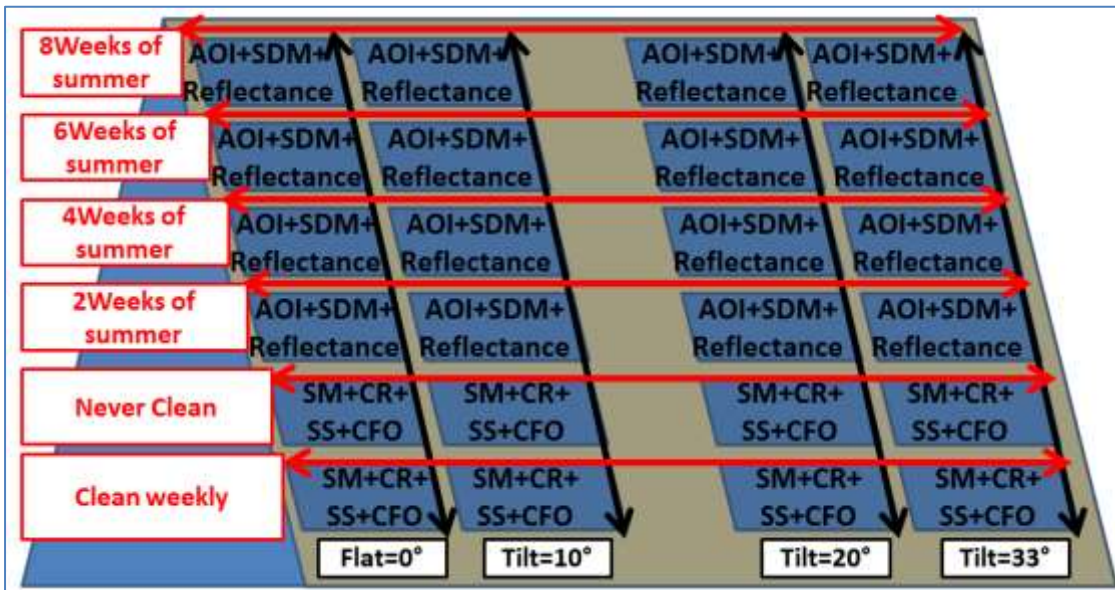 8Weeks of
summer
AOI+SDM+
Reflectance
AOI+SDM+
Reflectance
AOI+SDM+
Reflectance
AOI+SDM+
Reflectance
6Weeks of
summer
AOI+SDM+
Reflectance
AOI+SDM+
Reflectance
AOI+SDM+
Reflectance
AOI+SDM+
Reflectance
4Weeks of
summer
AOI+SDM+
Reflectance
AOI+SDM+
Reflectance
AOI+SDM+
Reflectance
AOI+SDM+
Reflectance
2Weeks of
summer
AOI+SDM+
Reflectance
AOI+SDM+
Reflectance
AOI+SDM+
Reflectance
AOI+SDM+
Reflectance
Never Clean
SM+CR+
SS+CFO
SM+CR+
SS+CFO
SM+CR+
SS+CFO
SM+CR+
SS+CFO
Clean weekly
SM+CR+
SS+CFO
SM+CR+
SS+CFO
SM+CR+
SS+CFO
SM+CR+
SS+CFO
Flat=0°
Tilt=10°
Tilt=20°
Tilt=33°